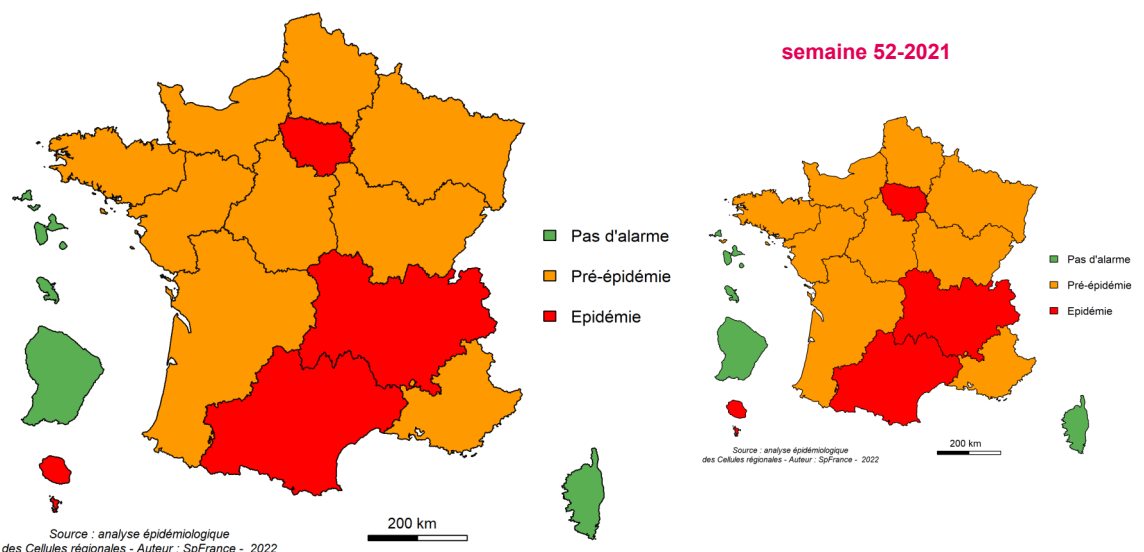 semaine 52-2021
Pas d'alarme
Pré-épidémie
Epidémie
200 km
Source : analyse épidémiologique
des Cellules régionales - Auteur : SpFrance - 2022
Pas d'alarme
Pré-épidémie
Epidémie
200 km
Source : analyse épidémiologique
des Cellules régionales - Auteur : SpFrance - 2022